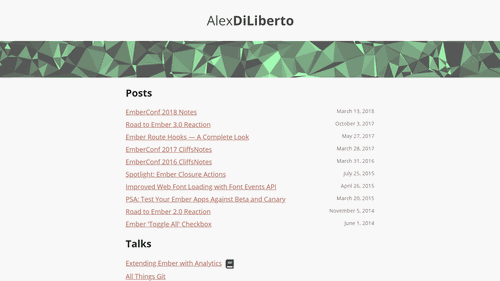 AlexDiLiberto
Posts
EmberConf 2018 Notes March 13, 2018
Road to Ember 3.0 Reaction October 3, 2017
Ember Route Hooks — A Complete Look May 27, 2017
EmberConf 2017 CliffsNotes March 28, 2017
EmberConf 2016 CliffsNotes March 31, 2016
Spotlight: Ember Closure Actions July 25, 2015
Improved Web Font Loading with Font Events API April 26, 2015
PSA: Test Your Ember Apps Against Beta and Canary March 20, 2015
Road to Ember 2.0 Reaction November 5, 2014
Ember 'Toggle All' Checkbox June 1, 2014
Talks
Extending Ember with Analytics
All Things Git